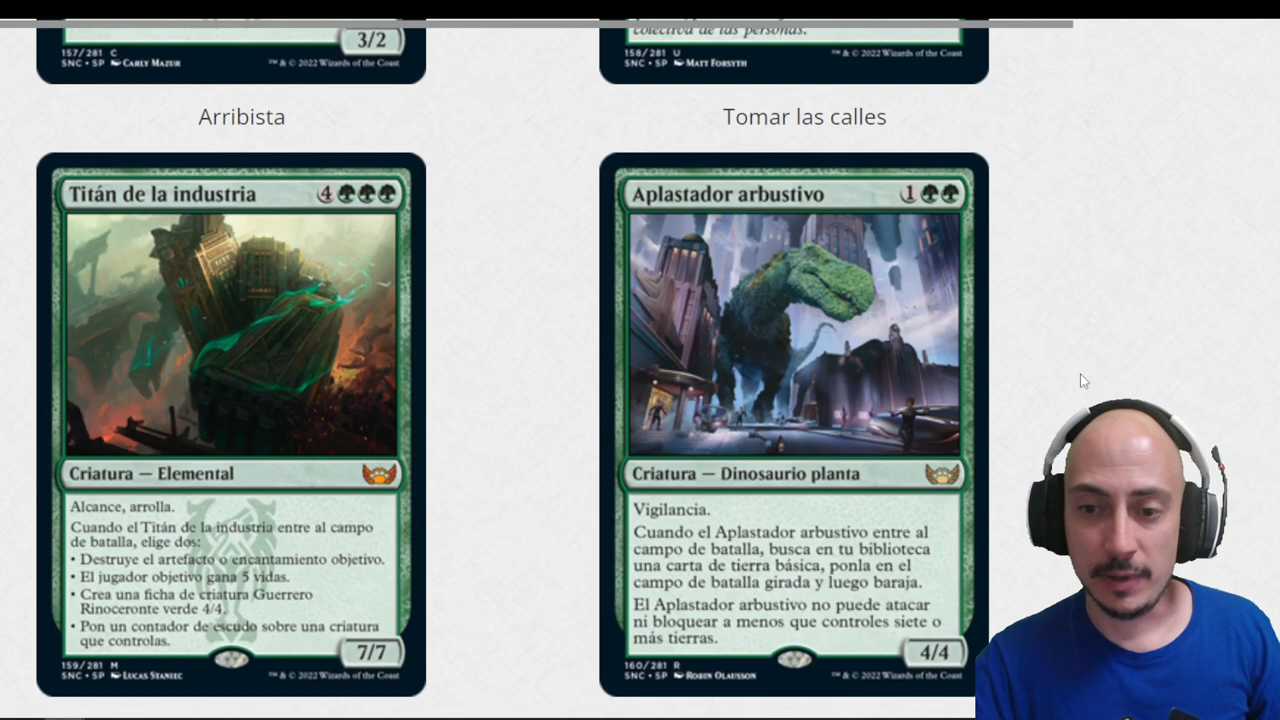 3/2
157/281 C
SNC • SP CARLY MAZUR
™ & © 2022 Wizards of the Coast
colectiva de las personas.
158/281 U
SNC • SP MATT FORSYTH
™ & © 2022 Wizards of the Coast
Arribista
Tomar las calles
Titán de la industria 4
Criatura — Elemental
Alcance, arrolla.
Cuando el Titán de la industria entre al campo
de batalla, elige dos:
• Destruye el artefacto o encantamiento objetivo.
• El jugador objetivo gana 5 vidas.
• Crea una ficha de criatura Guerrero
Rinoceronte verde 4/4.
• Pon un contador de escudo sobre una criatura
que controlas.
7/7
159/281 M
SNC • SP LUCAS STANIEC
™ & © 2022 Wizards of the Coast
Aplastador arbustivo 1
Criatura — Dinosaurio planta
Vigilancia.
Cuando el Aplastador arbustivo entre al
campo de batalla, busca en tu biblioteca
una carta de tierra básica, ponla en el
campo de batalla girada y luego baraja.
El Aplastador arbustivo no puede atacar
ni bloquear a menos que controles siete o
más tierras.
4/4
160/281 R
SNC • SP ROBIN OLAUSSON
™ & © 2022 Wizards of the Coast